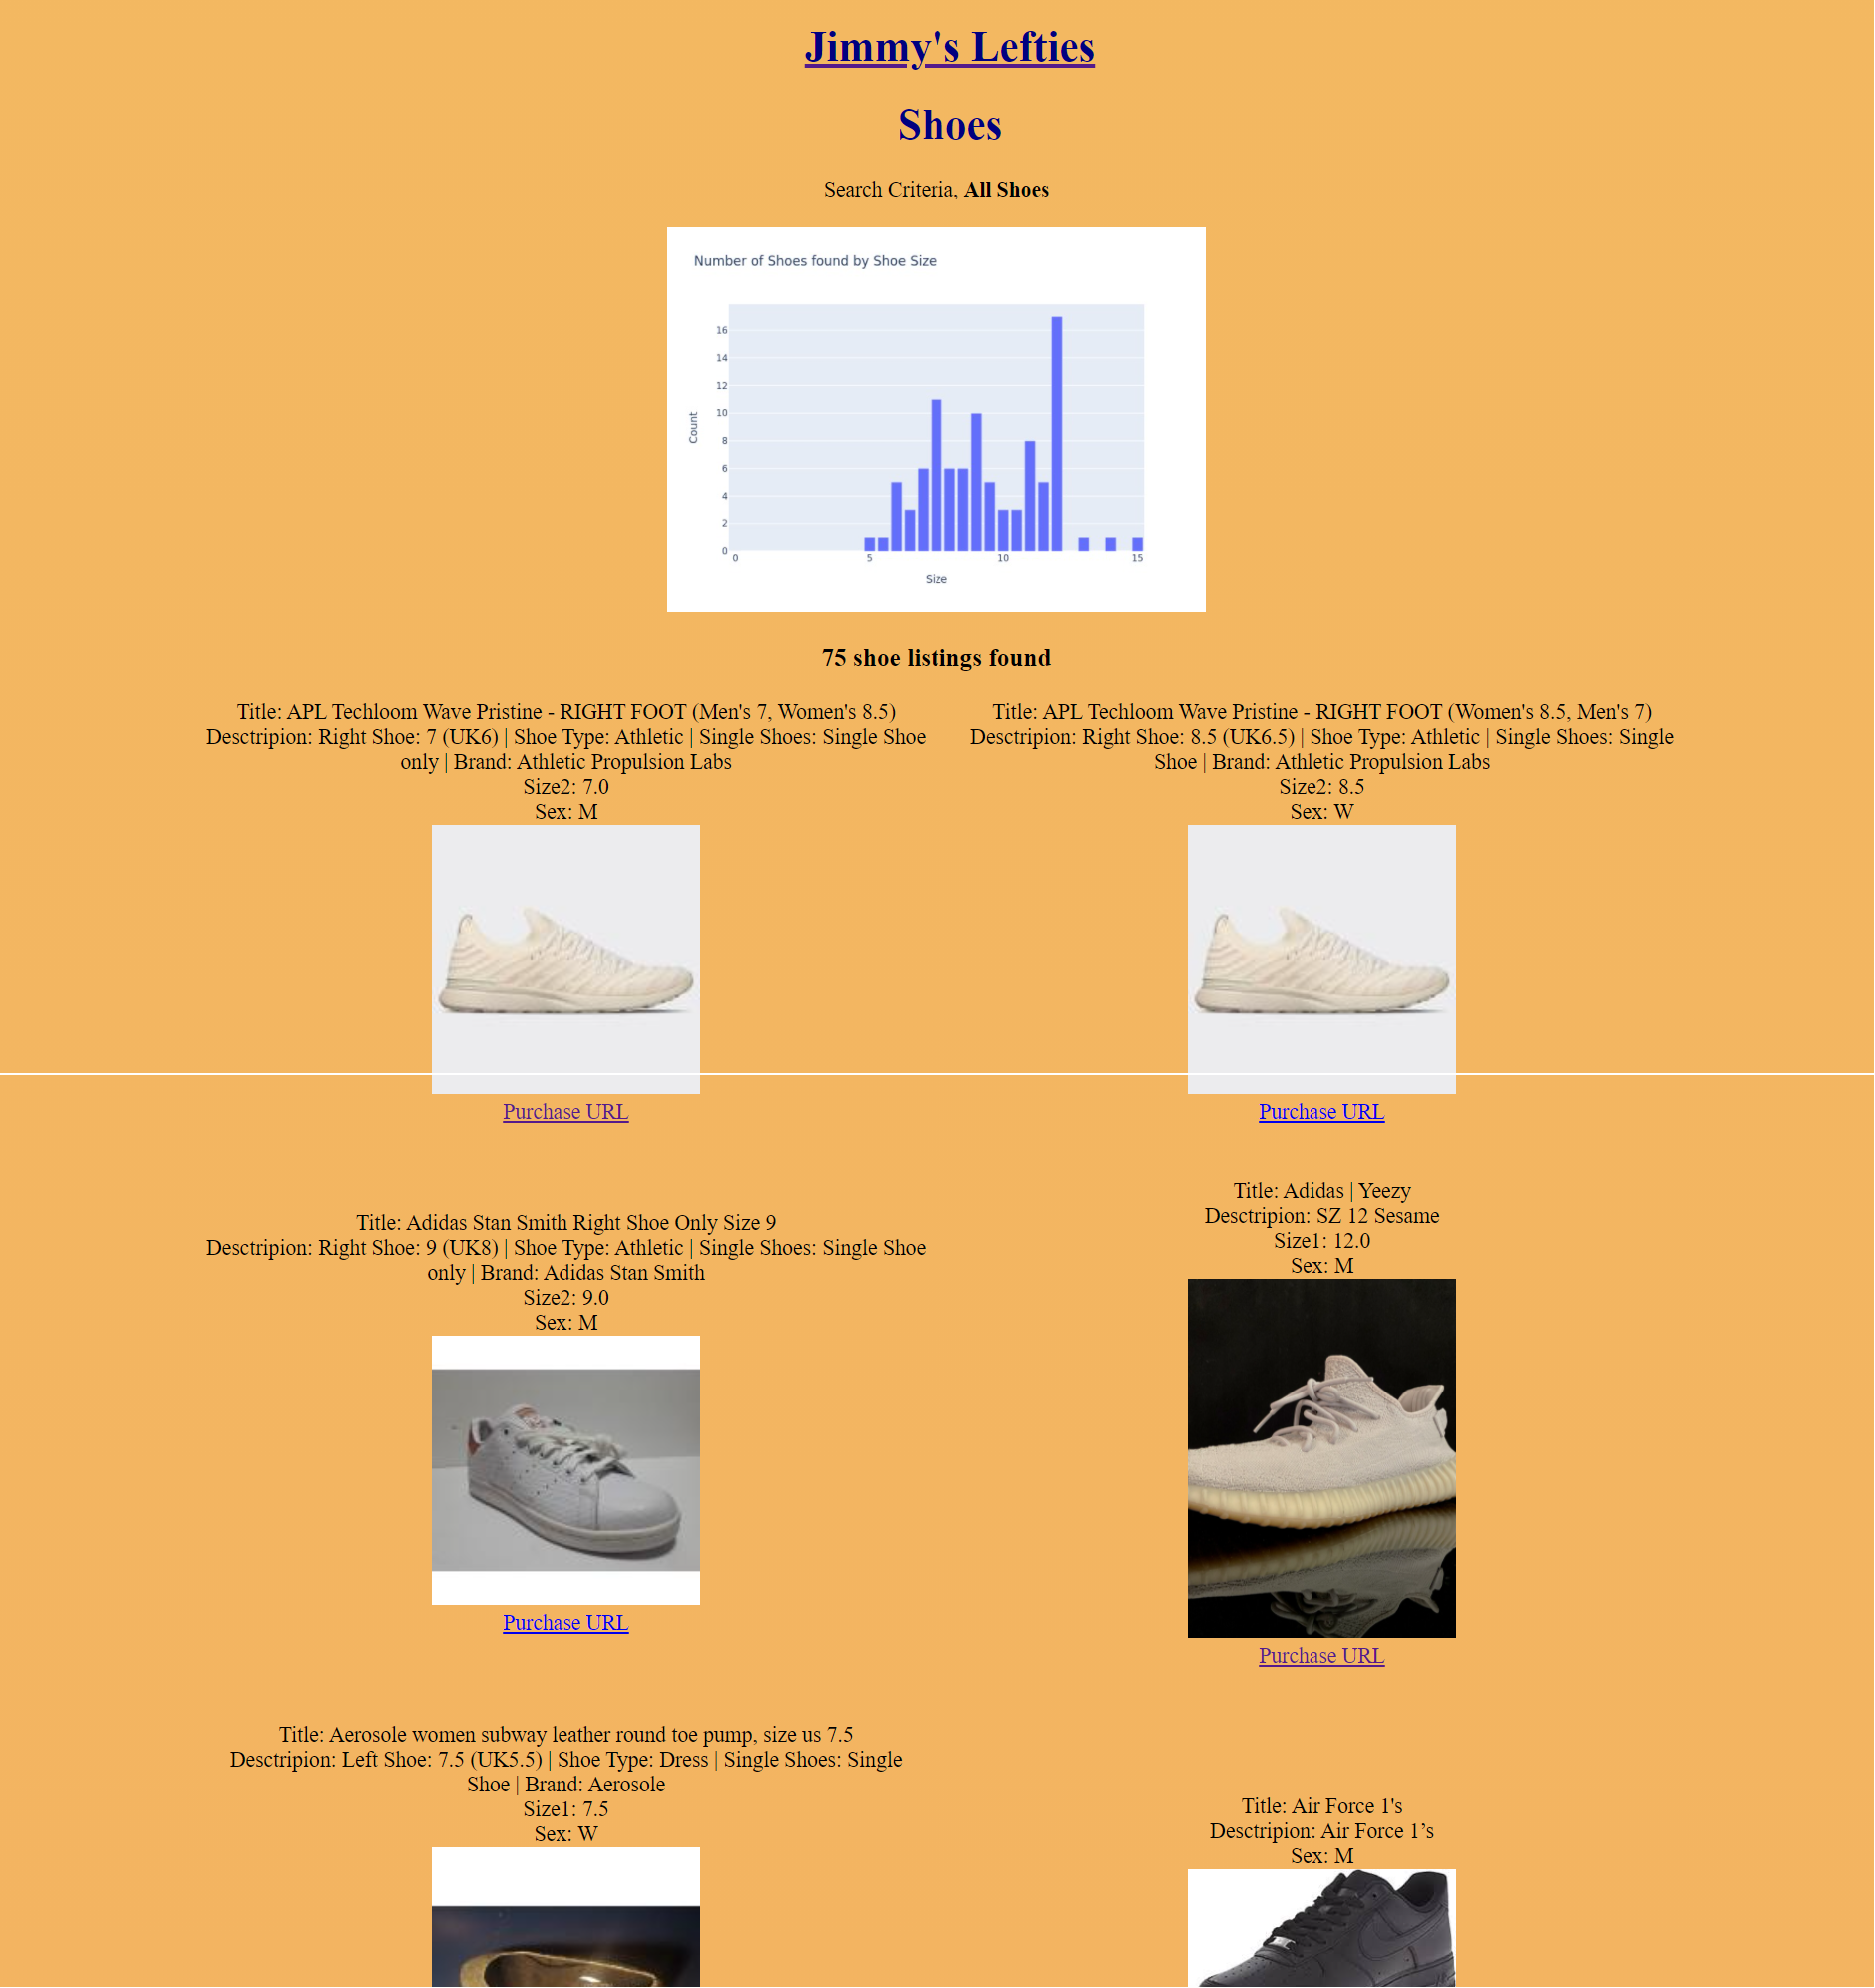 Jimmy's Lefties
Shoes
Search Criteria, All Shoes
Number of Shoes found by Shoe Size
16
14
12
10
8
6
4
2
0
Count
0 5 10 15
Size
75 shoe listings found
Title: APL Techloom Wave Pristine - RIGHT FOOT (Men's 7, Women's 8.5)
Desctripion: Right Shoe: 7 (UK6) | Shoe Type: Athletic | Single Shoes: Single Shoe
only | Brand: Athletic Propulsion Labs
Size2: 7.0
Sex: M
Purchase URL
Title: APL Techloom Wave Pristine - RIGHT FOOT (Women's 8.5, Men's 7)
Desctripion: Right Shoe: 8.5 (UK6.5) | Shoe Type: Athletic | Single Shoes: Single
Shoe | Brand: Athletic Propulsion Labs
Size2: 8.5
Sex: W
Purchase URL
Title: Adidas Stan Smith Right Shoe Only Size 9
Desctripion: Right Shoe: 9 (UK8) | Shoe Type: Athletic | Single Shoes: Single Shoe
only | Brand: Adidas Stan Smith
Size2: 9.0
Sex: M
Purchase URL
Title: Adidas | Yeezy
Desctripion: SZ 12 Sesame
Size1: 12.0
Sex: M
Purchase URL
Title: Aerosole women subway leather round toe pump, size us 7.5
Desctripion: Left Shoe: 7.5 (UK5.5) | Shoe Type: Dress | Single Shoes: Single
Shoe | Brand: Aerosole
Size1: 7.5
Sex: W
Title: Air Force 1's
Desctripion: Air Force 1’s
Sex: M